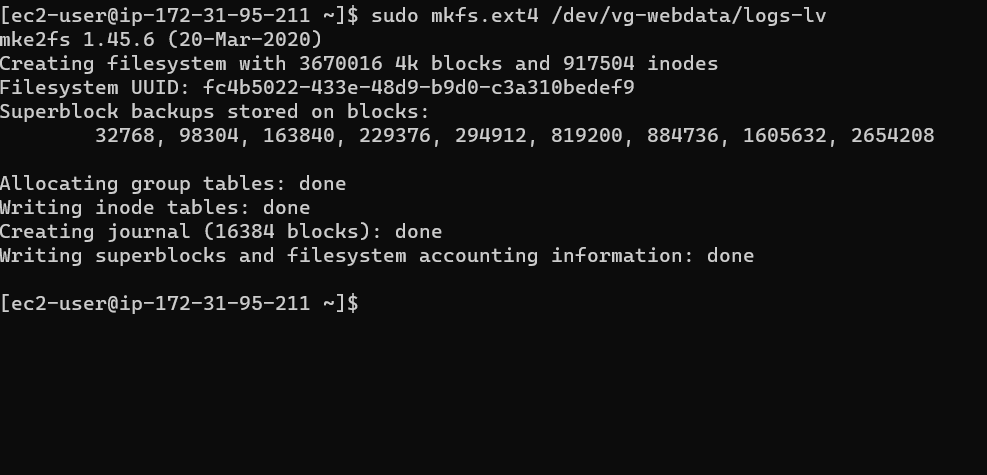 [ec2-user@ip-172-31-95-211 ~]$ sudo mkfs.ext4 /dev/vg-webdata/logs-lv
mke2fs 1.45.6 (20-Mar-2020)
Creating filesystem with 3670016 4k blocks and 917504 inodes
Filesystem UUID: fc4b5022-433e-48d9-b9d0-c3a310bedef9
Superblock backups stored on blocks:
        32768, 98304, 163840, 229376, 294912, 819200, 884736, 1605632, 2654208
Allocating group tables: done
Writing inode tables: done
Creating journal (16384 blocks): done
Writing superblocks and filesystem accounting information: done
[ec2-user@ip-172-31-95-211 ~]$